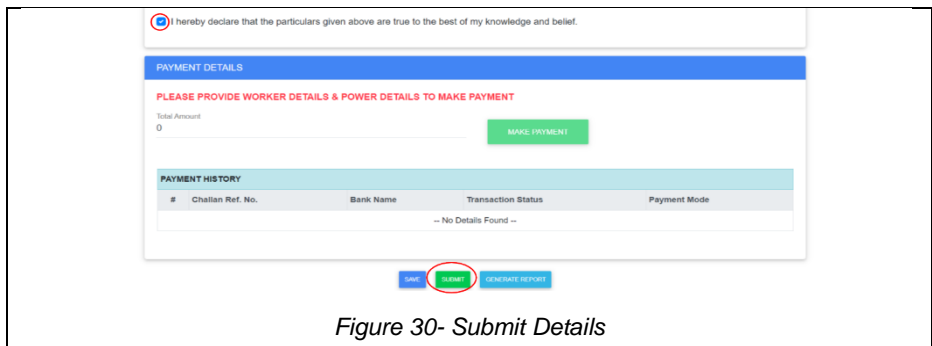 I hereby declare that the particulars given above are true to the best of my knowledge and belief.
PAYMENT DETAILS
PLEASE PROVIDE WORKER DETAILS & POWER DETAILS TO MAKE PAYMENT
Total Amount
0
MAKE PAYMENT
PAYMENT HISTORY
# Challan Ref. No. Bank Name Transaction Status Payment Mode
-- No Details Found --
SAVE SUBMIT GENERATE REPORT
Figure 30- Submit Details